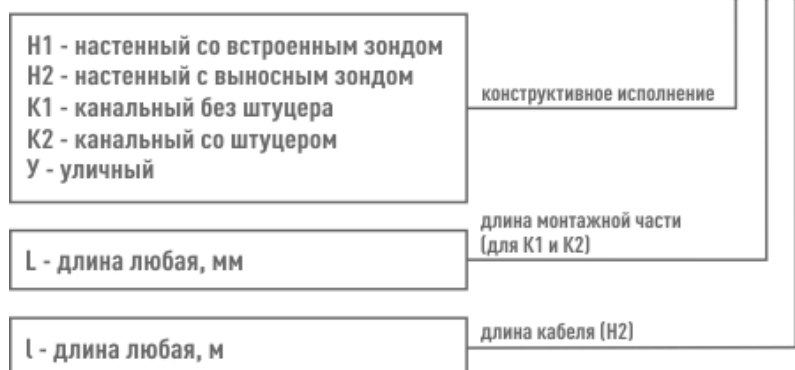 Н1 - настенный со встроенным зондом
Н2 - настенный с выносным зондом
К1 - канальный без штуцера
К2 - канальный со штуцером
У - уличный
конструктивное исполнение
длина монтажной части
(для К1 и К2)
L - длина любая, мм
длина кабеля (Н2)
l - длина любая, м